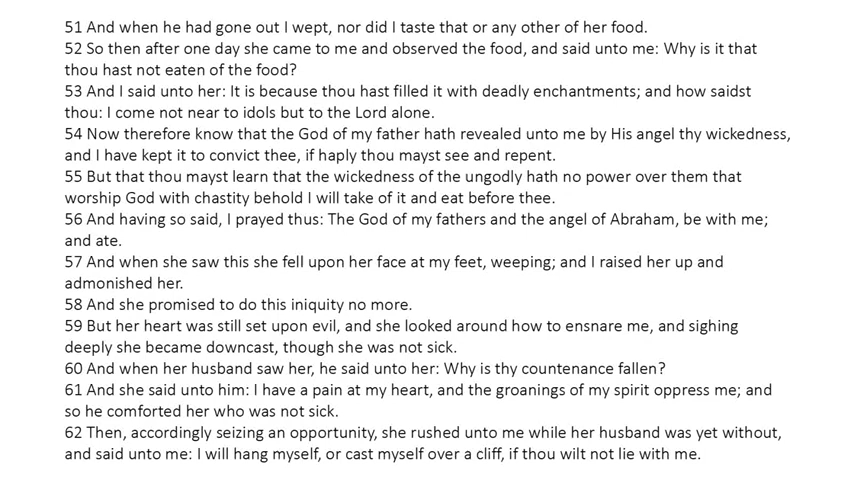 51 And when he had gone out I wept, nor did I taste that or any other of her food.
52 So then after one day she came to me and observed the food, and said unto me: Why is it that
thou hast not eaten of the food?
53 And I said unto her: It is because thou hast filled it with deadly enchantments; and how saidst
thou: I come not near to idols but to the Lord alone.
54 Now therefore know that the God of my father hath revealed unto me by His angel thy wickedness,
and I have kept it to convict thee, if haply thou mayst see and repent.
55 But that thou mayst learn that the wickedness of the ungodly hath no power over them that
worship God with chastity behold I will take of it and eat before thee.
56 And having so said, I prayed thus: The God of my fathers and the angel of Abraham, be with me;
and ate.
57 And when she saw this she fell upon her face at my feet, weeping; and I raised her up and
admonished her.
58 And she promised to do this iniquity no more.
59 But her heart was still set upon evil, and she looked around how to ensnare me, and sighing
deeply she became downcast, though she was not sick.
60 And when her husband saw her, he said unto her: Why is thy countenance fallen?
61 And she said unto him: I have a pain at my heart, and the groanings of my spirit oppress me; and
so he comforted her who was not sick.
62 Then, accordingly seizing an opportunity, she rushed unto me while her husband was yet without,
and said unto me: I will hang myself, or cast myself over a cliff, if thou wilt not lie with me.